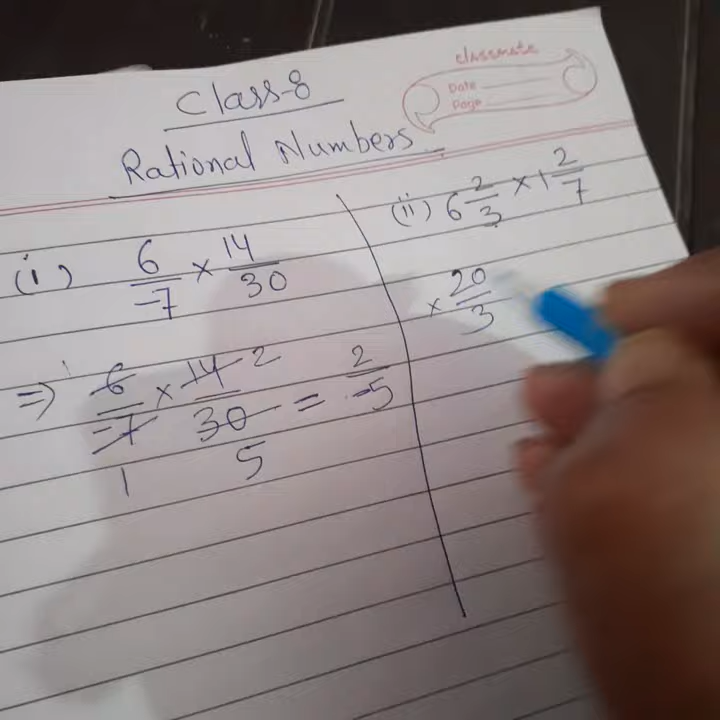 classmate
Date
Page
Class-8
Rational Numbers
(i) 6/-7 × 14/30
(ii) 6 2/3 × 1 2/7
× 20/3
⇒ 6/-7 × 14/30 = 2/-5
1 2
1 5